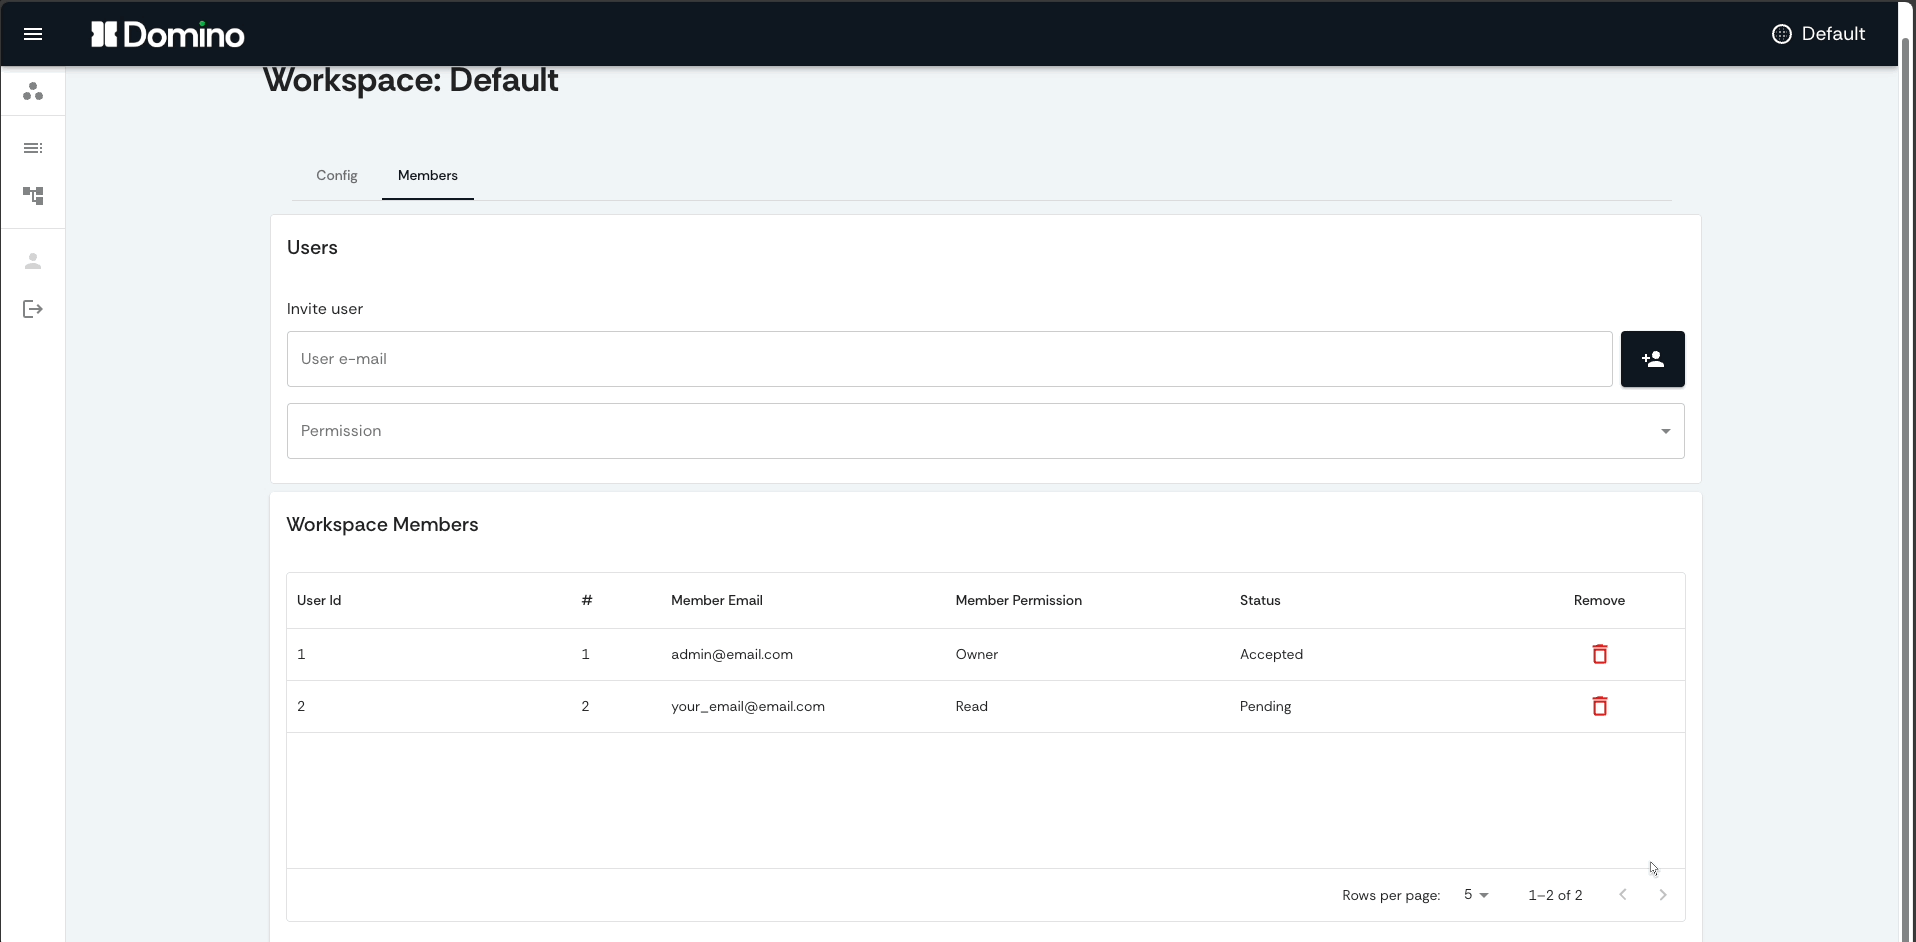 Domino
Default
Workspace: Default
Config Members
Users
Invite user
User e-mail
Permission
Workspace Members
User Id # Member Email Member Permission Status Remove
1 1 admin@email.com Owner Accepted
2 2 your_email@email.com Read Pending
Rows per page: 5 1–2 of 2